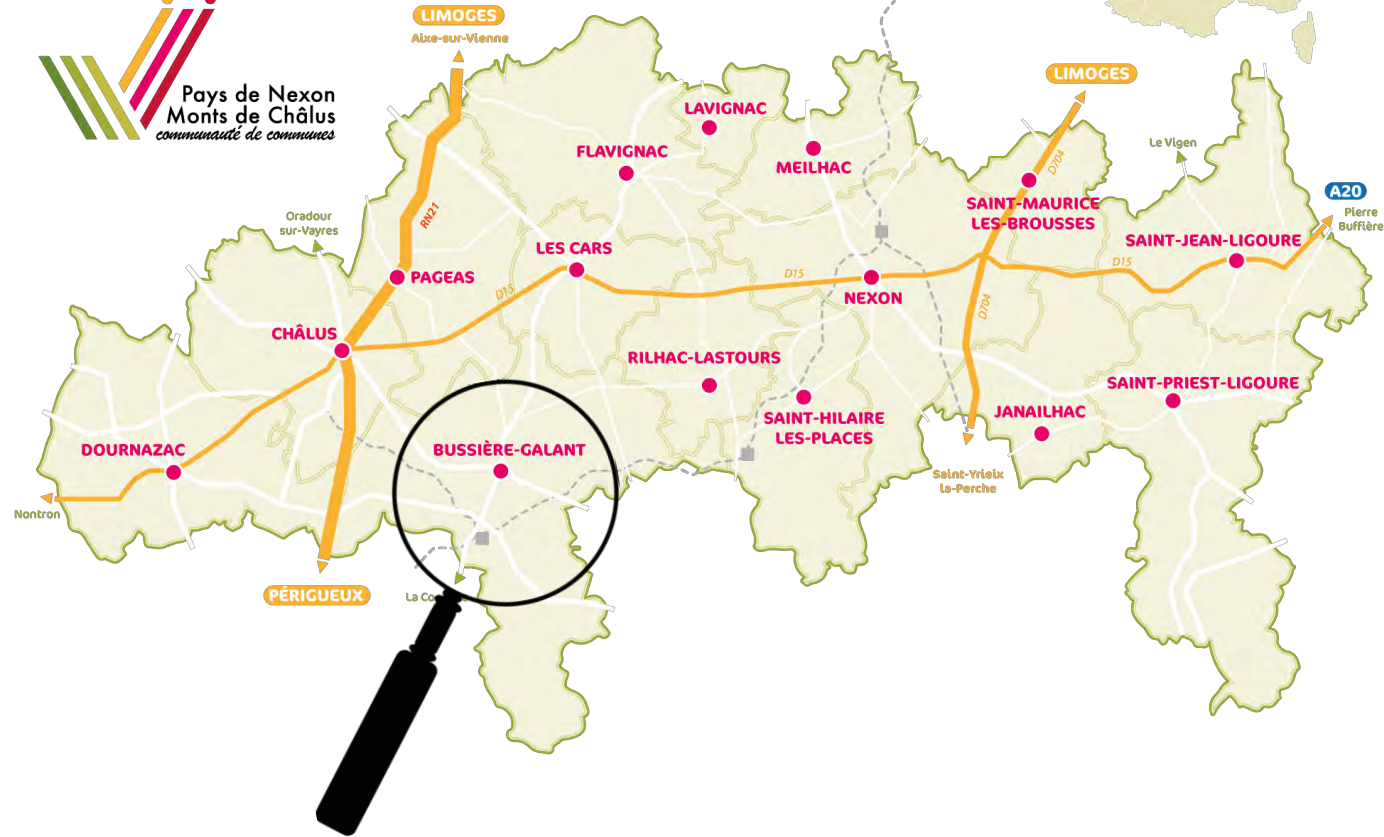 LIMOGES
Aixe-sur-Vienne
Pays de Nexon
Monts de Châlus
communauté de communes
LIMOGES
LAVIGNAC
FLAVIGNAC
MEILHAC
Le Vigen
D704
A20
Pierre
Buffière
SAINT-MAURICE
LES-BROUSSES
RN21
Oradour
sur-Vayres
LES CARS
SAINT-JEAN-LIGOURE
PAGEAS
D15
D15
D15
NEXON
D704
CHÂLUS
RILHAC-LASTOURS
SAINT-PRIEST-LIGOURE
SAINT-HILAIRE
LES-PLACES
JANAILHAC
DOURNAZAC
BUSSIÈRE-GALANT
Saint-Yrieix
la-Perche
Nontron
PÉRIGUEUX
La